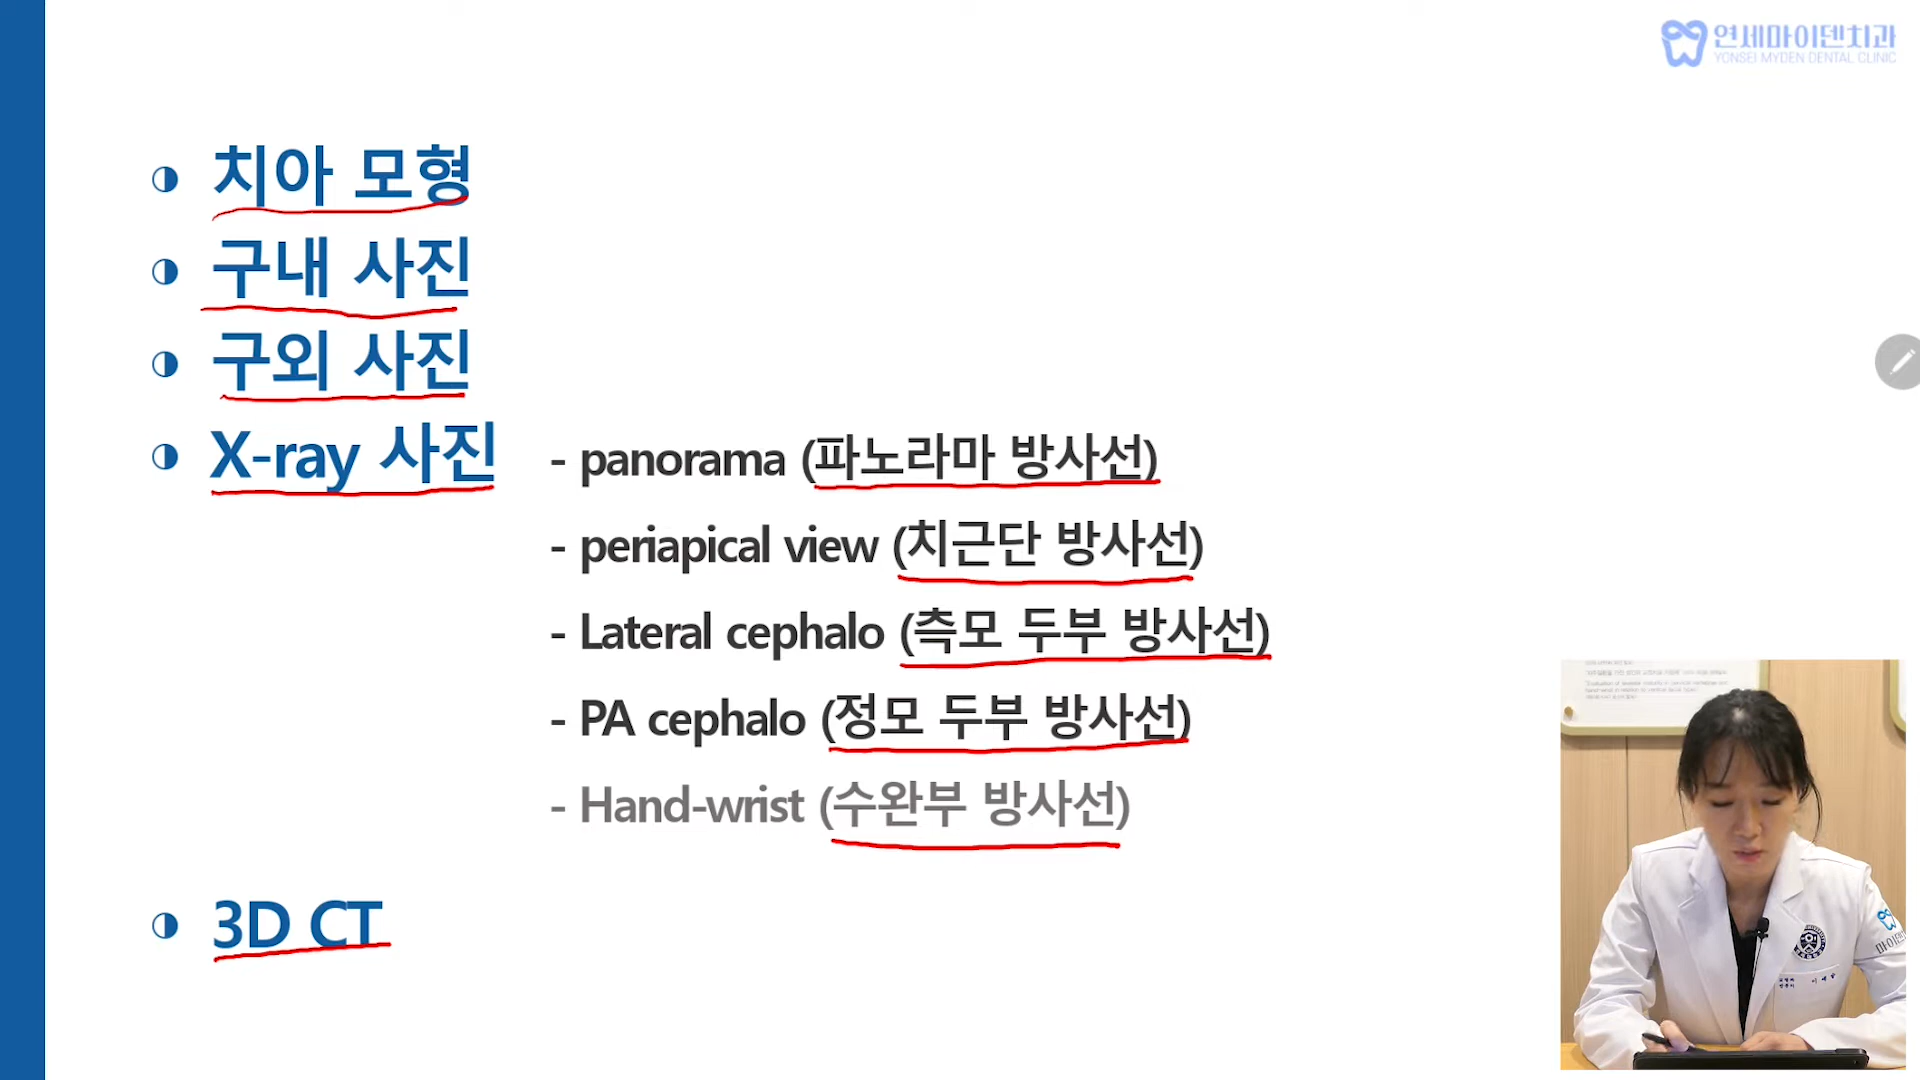 연세마이덴치과
YONSEI MYDEN DENTAL CLINIC
치아 모형
구내 사진
구외 사진
X-ray 사진
- panorama (파노라마 방사선)
- periapical view (치근단 방사선)
- Lateral cephalo (측모 두부 방사선)
- PA cephalo (정모 두부 방사선)
- Hand-wrist (수완부 방사선)
3D CT